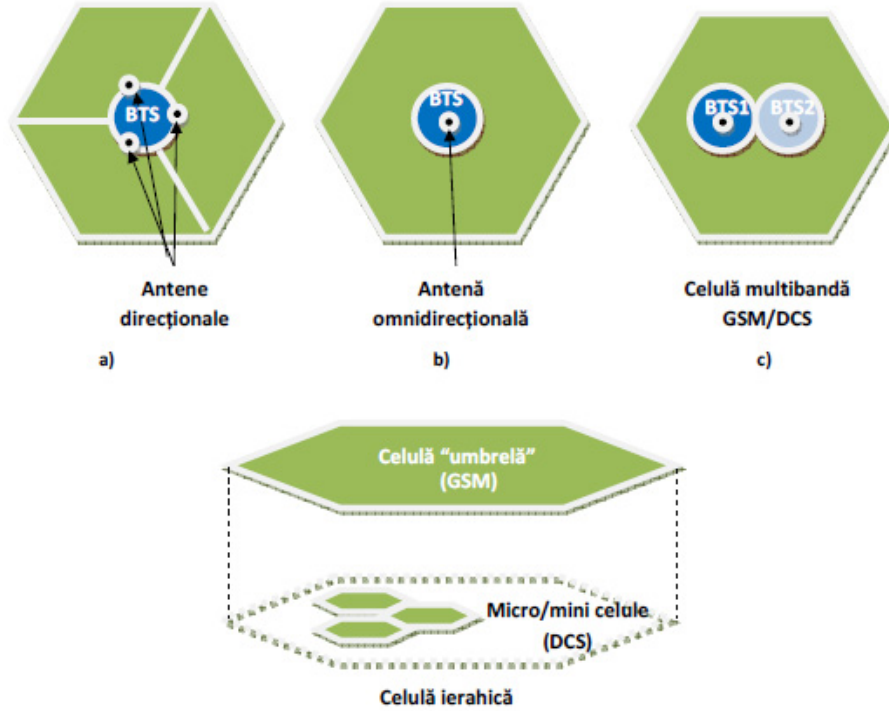 BTS
BTS
BTS1 BTS2
Antene
direcționale
Antenă
omnidirecțională
Celulă multibandă
GSM/DCS
a)
b)
c)
Celulă “umbrelă”
(GSM)
Micro/mini celule
(DCS)
Celulă ierahică